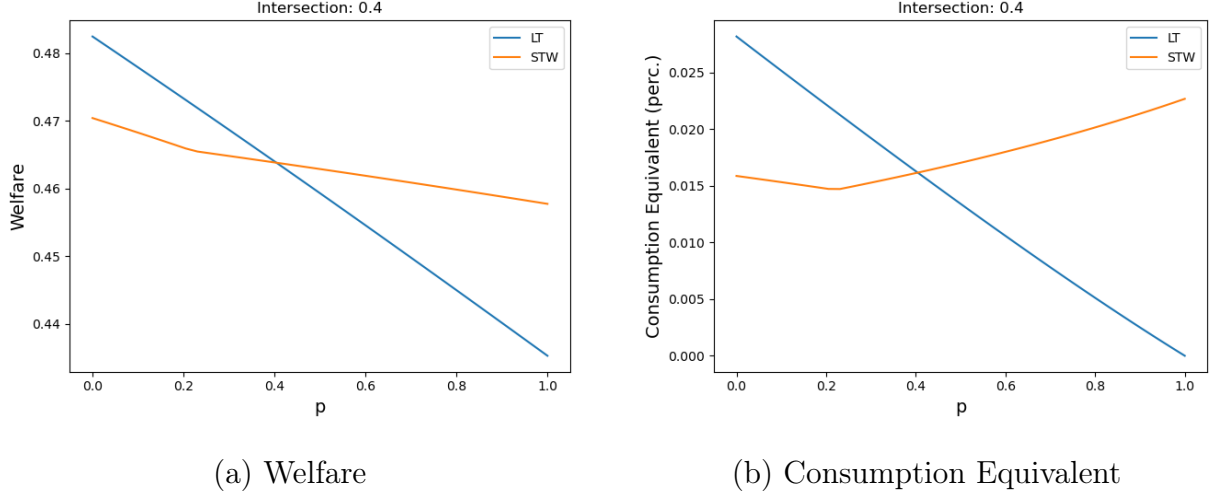 Intersection: 0.4
Welfare
0.48
0.47
0.46
0.45
0.44
LT
STW
0.0 0.2 0.4 0.6 0.8 1.0
p
(a) Welfare
Intersection: 0.4
Consumption Equivalent (perc.)
0.025
0.020
0.015
0.010
0.005
0.000
LT
STW
0.0 0.2 0.4 0.6 0.8 1.0
p
(b) Consumption Equivalent